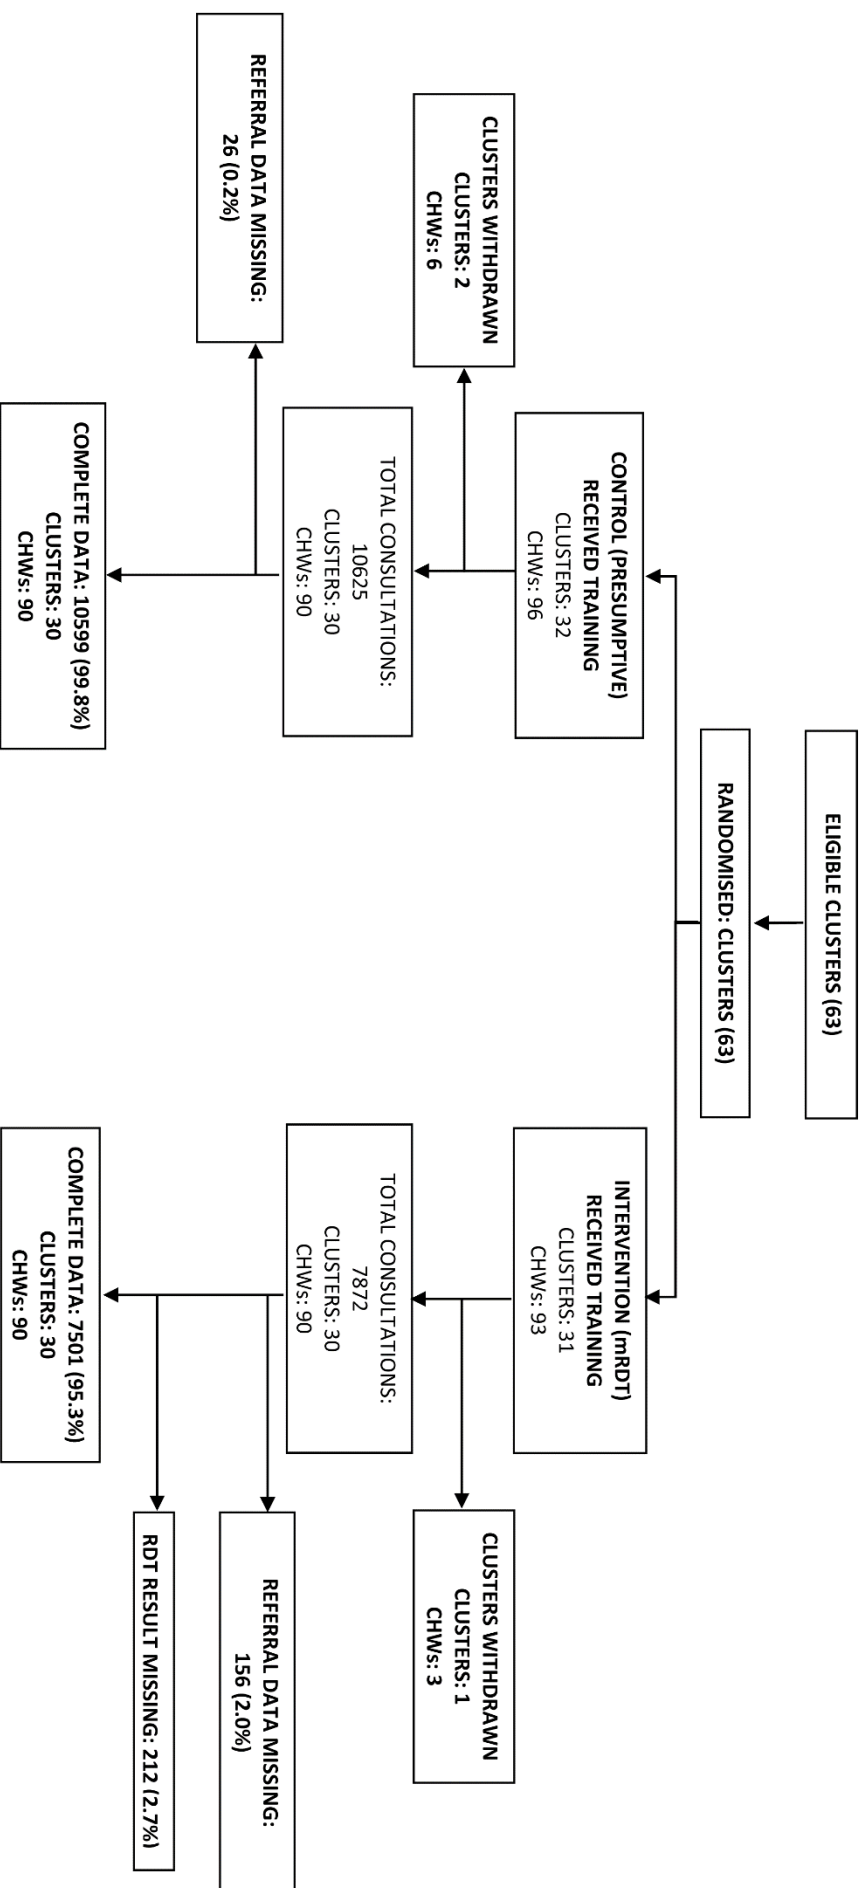 ELIGIBLE CLUSTERS (63)
RANDOMISED: CLUSTERS (63)
CONTROL (PRESUMPTIVE)
RECEIVED TRAINING
CLUSTERS: 32
CHWs: 96
INTERVENTION (mRDT)
RECEIVED TRAINING
CLUSTERS: 31
CHWs: 93
CLUSTERS WITHDRAWN
CLUSTERS: 2
CHWs: 6
CLUSTERS WITHDRAWN
CLUSTERS: 1
CHWs: 3
TOTAL CONSULTATIONS:
10625
CLUSTERS: 30
CHWs: 90
TOTAL CONSULTATIONS:
7872
CLUSTERS: 30
CHWs: 90
REFERRAL DATA MISSING:
26 (0.2%)
REFERRAL DATA MISSING:
156 (2.0%)
RDT RESULT MISSING: 212 (2.7%)
COMPLETE DATA: 10599 (99.8%)
CLUSTERS: 30
CHWs: 90
COMPLETE DATA: 7501 (95.3%)
CLUSTERS: 30
CHWs: 90